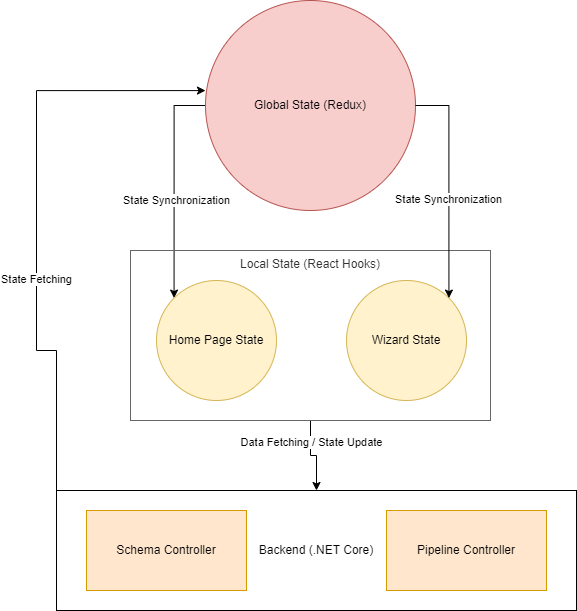 Global State (Redux)
State Synchronization
State Synchronization
Local State (React Hooks)
State Fetching
Home Page State
Wizard State
Data Fetching / State Update
Schema Controller
Backend (.NET Core)
Pipeline Controller